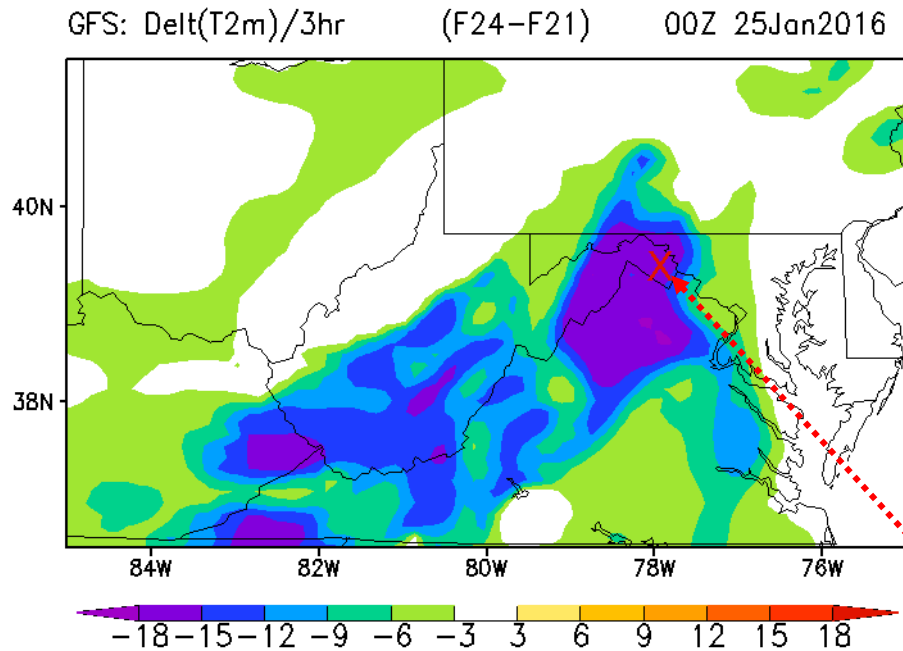 GFS: Delt(T2m)/3hr (F24-F21) 00Z 25Jan2016
40N
38N
84W 82W 80W 78W 76W
X
-18 -15 -12 -9 -6 -3 3 6 9 12 15 18